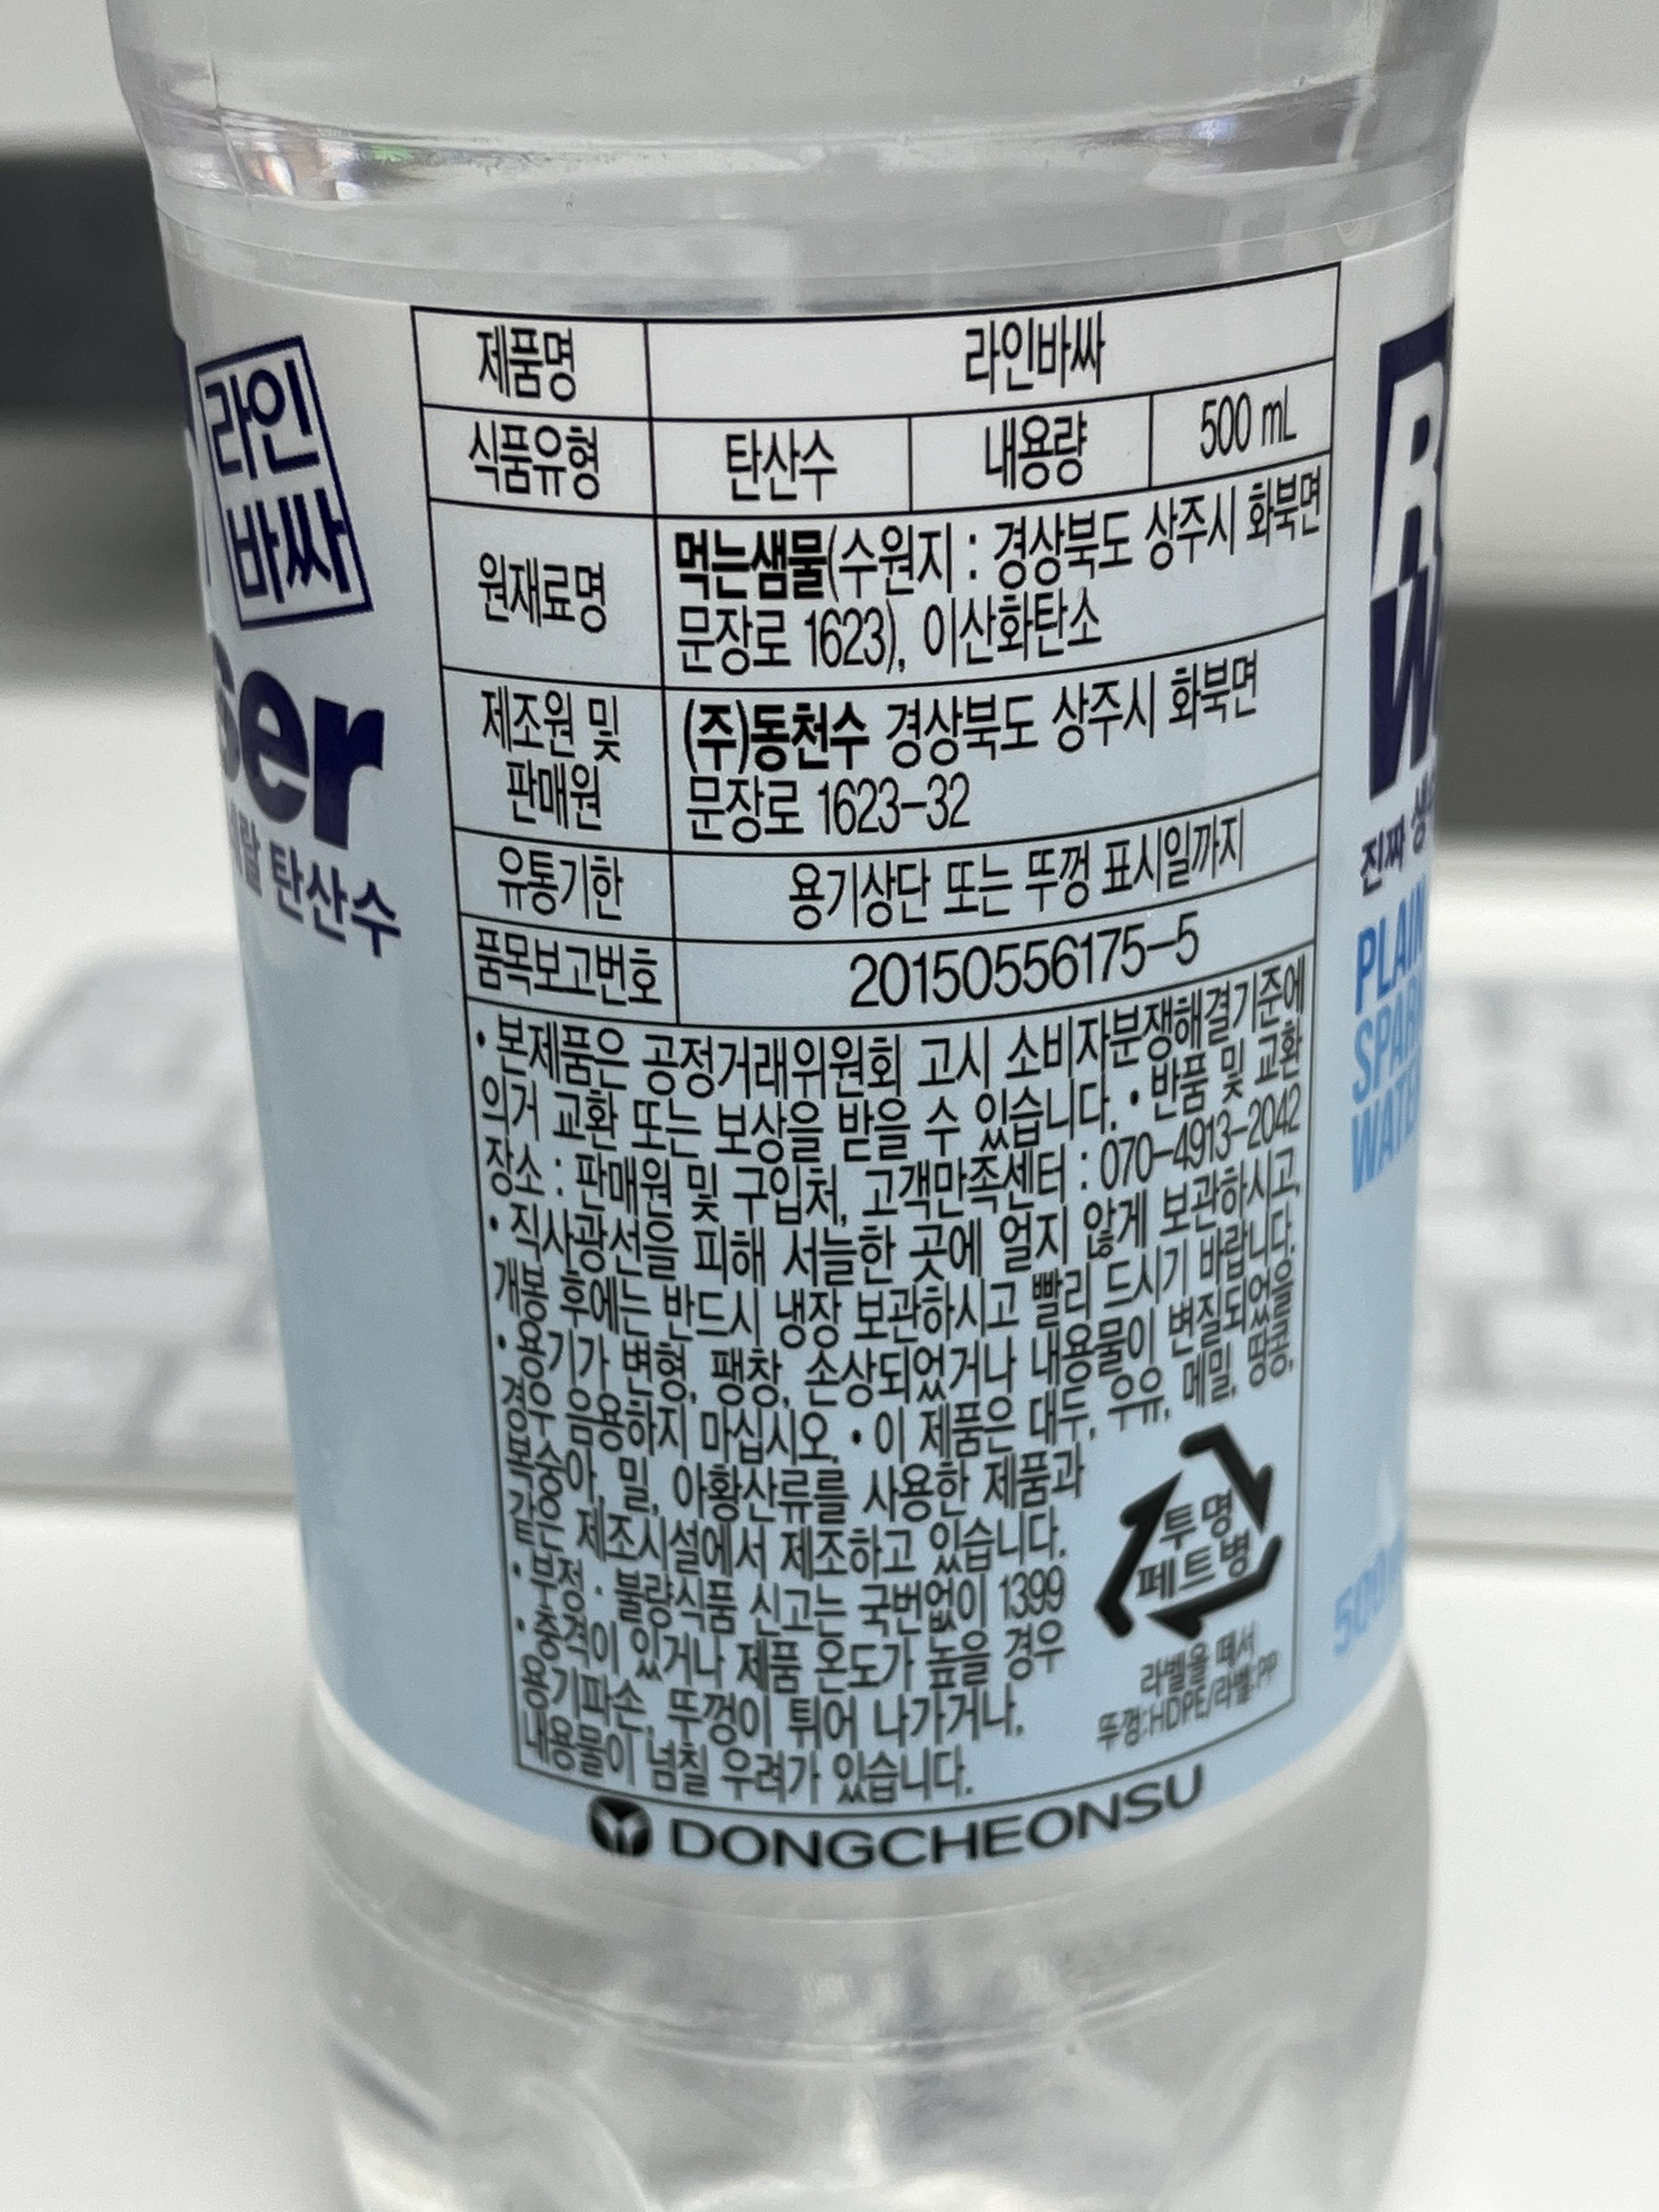 라인
바싸
ser
탄산수
제품명 라인바싸
식품유형 탄산수 내용량 500 mL
원재료명 먹는샘물(수원지 : 경상북도 상주시 화북면
문장로 1623), 이산화탄소
제조원 및
판매원
(주)동천수 경상북도 상주시 화북면
문장로 1623-32
유통기한 용기상단 또는 뚜껑 표시일까지
품목보고번호 20150556175-5
• 본제품은 공정거래위원회 고시 소비자분쟁해결기준에
의거 교환 또는 보상을 받을 수 있습니다. • 반품 및 교환
장소 : 판매원 및 구입처, 고객만족센터 : 070-4913-2042
• 직사광선을 피해 서늘한 곳에 얼지 않게 보관하시고,
개봉 후에는 반드시 냉장 보관하시고 빨리 드시기 바랍니다.
• 용기가 변형, 팽창, 손상되었거나 내용물이 변질되었을
경우 음용하지 마십시오. • 이 제품은 대두, 우유, 메밀, 땅콩,
복숭아, 밀, 아황산류를 사용한 제품과
같은 제조시설에서 제조하고 있습니다.
• 부정 · 불량식품 신고는 국번없이 1399
• 충격이 있거나 제품 온도가 높을 경우
용기파손, 뚜껑이 튀어 나가거나,
내용물이 넘칠 우려가 있습니다.
투명
페트병
라벨을 떼서
뚜껑:HDPE/라벨:PP
DONGCHEONSU
진짜
PLAIN
SPAR
WATE
500